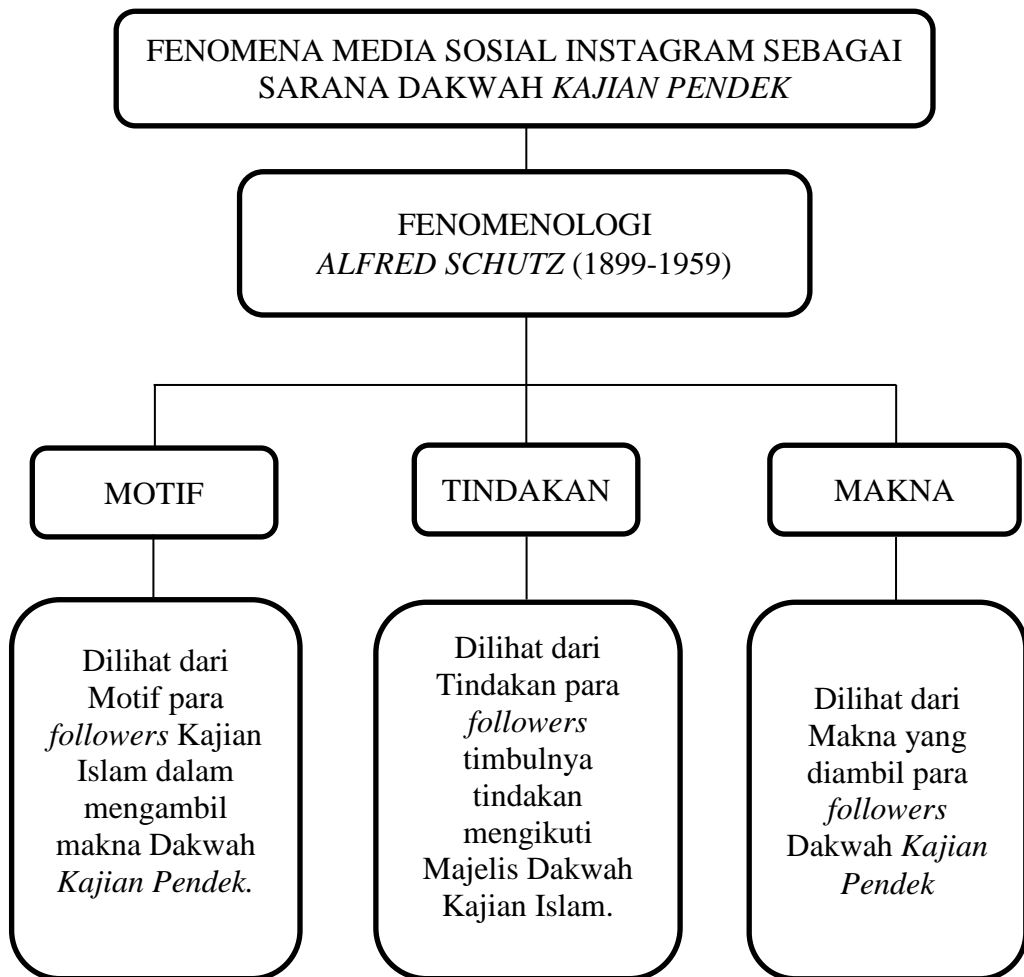 FENOMENA MEDIA SOSIAL INSTAGRAM SEBAGAI
SARANA DAKWAH KAJIAN PENDEK
FENOMENOLOGI
ALFRED SCHUTZ (1899-1959)
MOTIF
TINDAKAN
MAKNA
Dilihat dari
Motif para
followers Kajian
Islam dalam
mengambil
makna Dakwah
Kajian Pendek.
Dilihat dari
Tindakan para
followers
timbulnya
tindakan
mengikuti
Majelis Dakwah
Kajian Islam.
Dilihat dari
Makna yang
diambil para
followers
Dakwah Kajian
Pendek